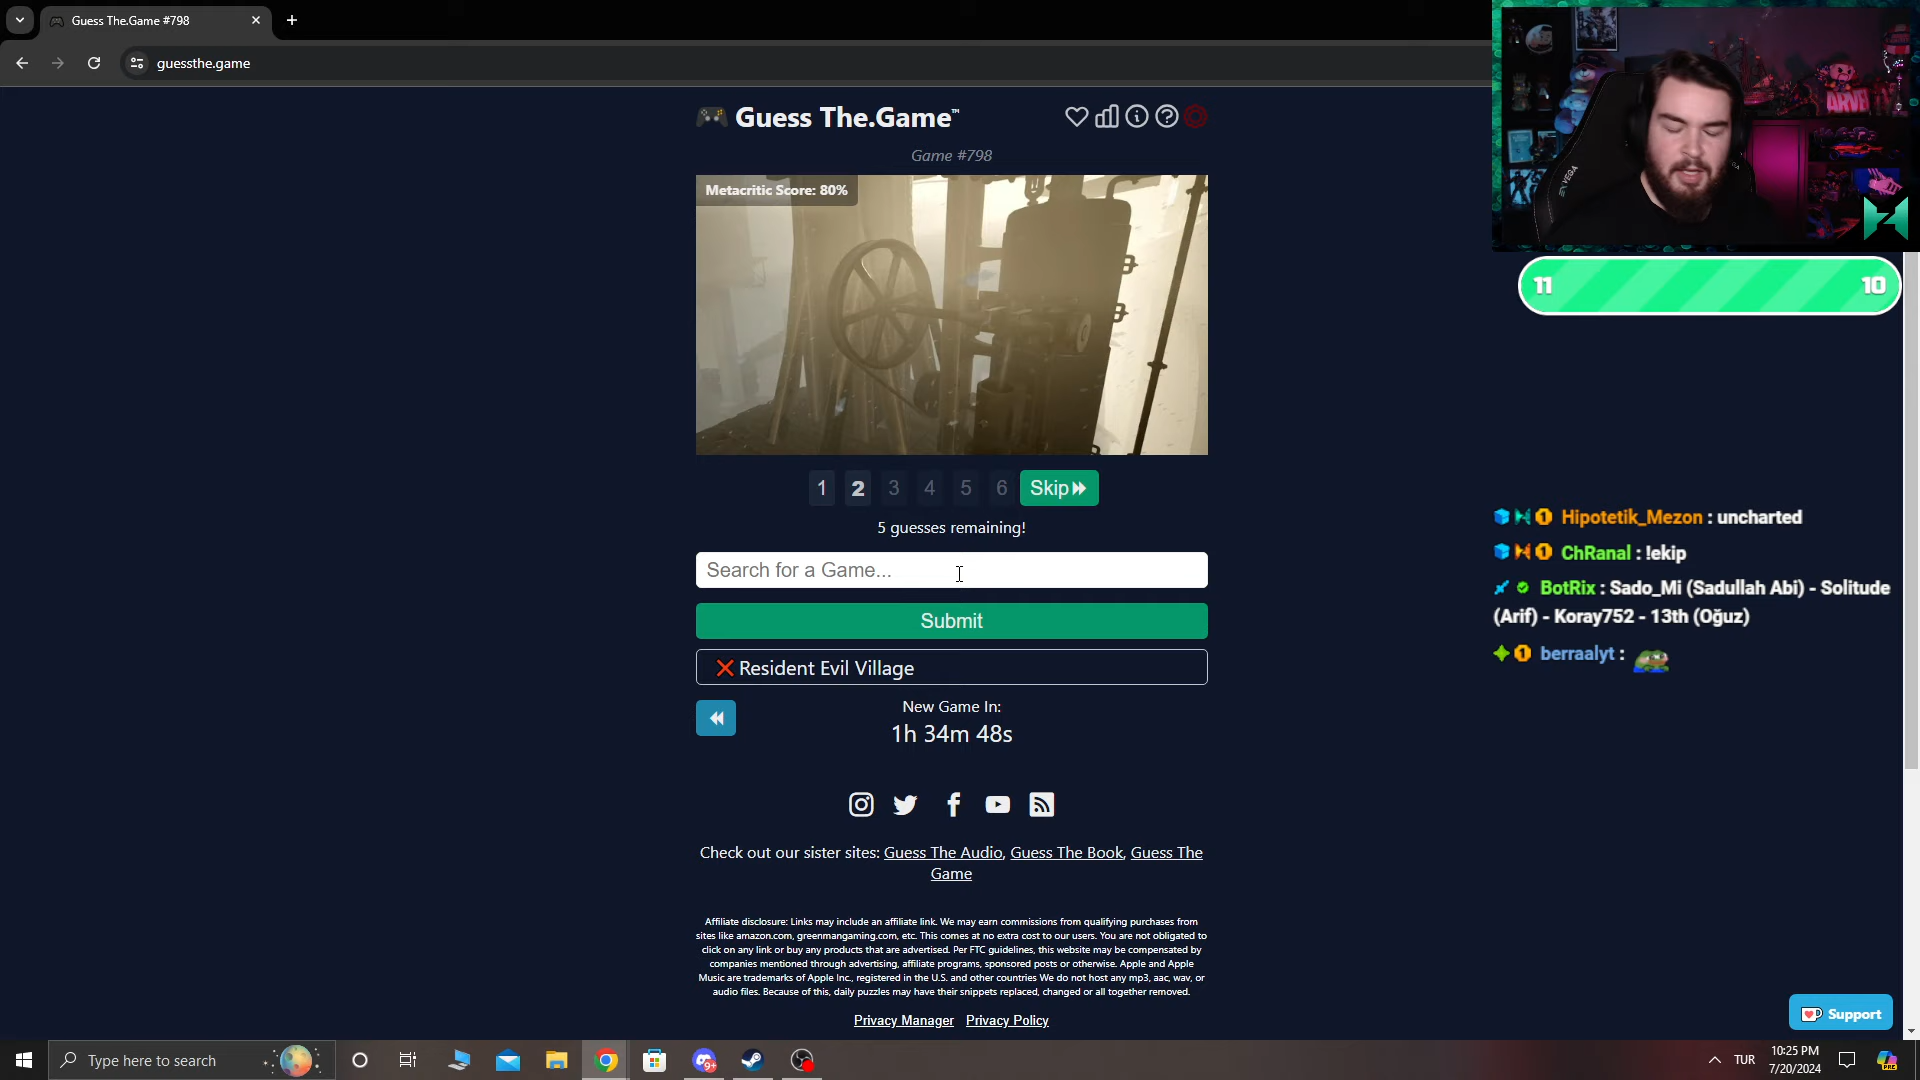 Guess The.Game #798
guessthe.game
Guess The.Game™
Game #798
Metacritic Score: 80%
1 2 3 4 5 6 Skip
5 guesses remaining!
Search for a Game...
Submit
❌ Resident Evil Village
New Game In:
1h 34m 48s
Check out our sister sites: Guess The Audio, Guess The Book, Guess The
Game
Affiliate disclosure: Links may include an affiliate link. We may earn commissions from qualifying purchases from
sites like amazon.com, greenmangaming.com, etc. This comes at no extra cost to our users. You are not obligated to
click on any link or buy any products that are advertised. Per FTC guidelines, this website may be compensated by
companies mentioned through advertising, affiliate programs, sponsored posts or otherwise. Apple and Apple
Music are trademarks of Apple Inc., registered in the U.S. and other countries We do not host any mp3, aac, wav, or
audio files. Because of this, daily puzzles may have their snippets replaced, changed or all together removed.
Privacy Manager Privacy Policy
11 10
Hipotetik_Mezon : uncharted
ChRanal : !ekip
BotRix : Sado_Mi (Sadullah Abi) - Solitude
(Arif) - Koray752 - 13th (Oğuz)
berraalyt :
Support
Type here to search
9+
TUR
10:25 PM
7/20/2024